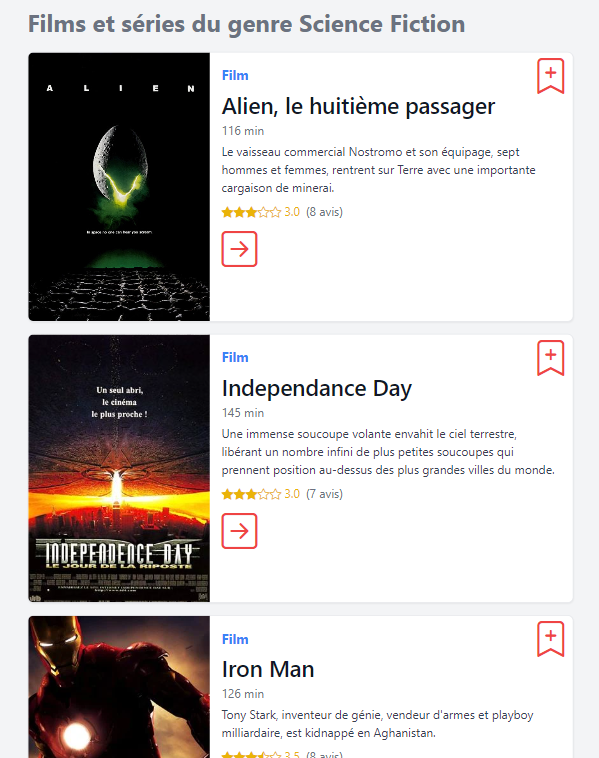 Films et séries du genre Science Fiction
A L I E N
In space no one can hear you scream.
Film
Alien, le huitième passager
116 min
Le vaisseau commercial Nostromo et son équipage, sept
hommes et femmes, rentrent sur Terre avec une importante
cargaison de minerai.
3.0 (8 avis)
Un seul abri,
le cinéma
le plus proche !
INDEPENDENCE DAY
LE JOUR DE LA RIPOSTE
Film
Independance Day
145 min
Une immense soucoupe volante envahit le ciel terrestre,
libérant un nombre infini de plus petites soucoupes qui
prennent position au-dessus des plus grandes villes du monde.
3.0 (7 avis)
Film
Iron Man
126 min
Tony Stark, inventeur de génie, vendeur d'armes et playboy
milliardaire, est kidnappé en Aghanistan.
3.5 (8 avis)